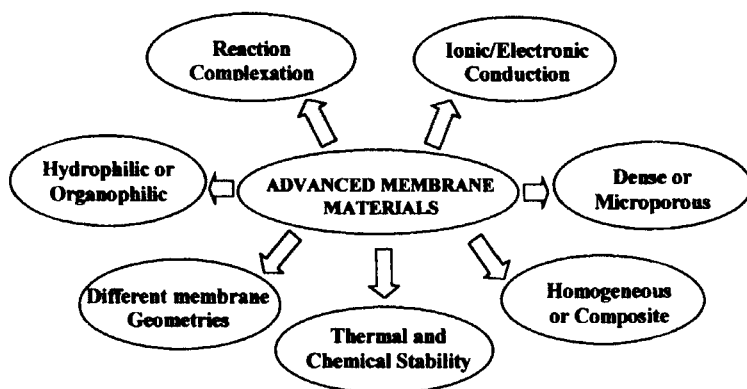 Reaction
Complexation
Ionic/Electronic
Conduction
Hydrophilic or
Organophilic
ADVANCED MEMBRANE
MATERIALS
Dense or
Microporous
Different membrane
Geometries
Thermal and
Chemical Stability
Homogeneous
or Composite